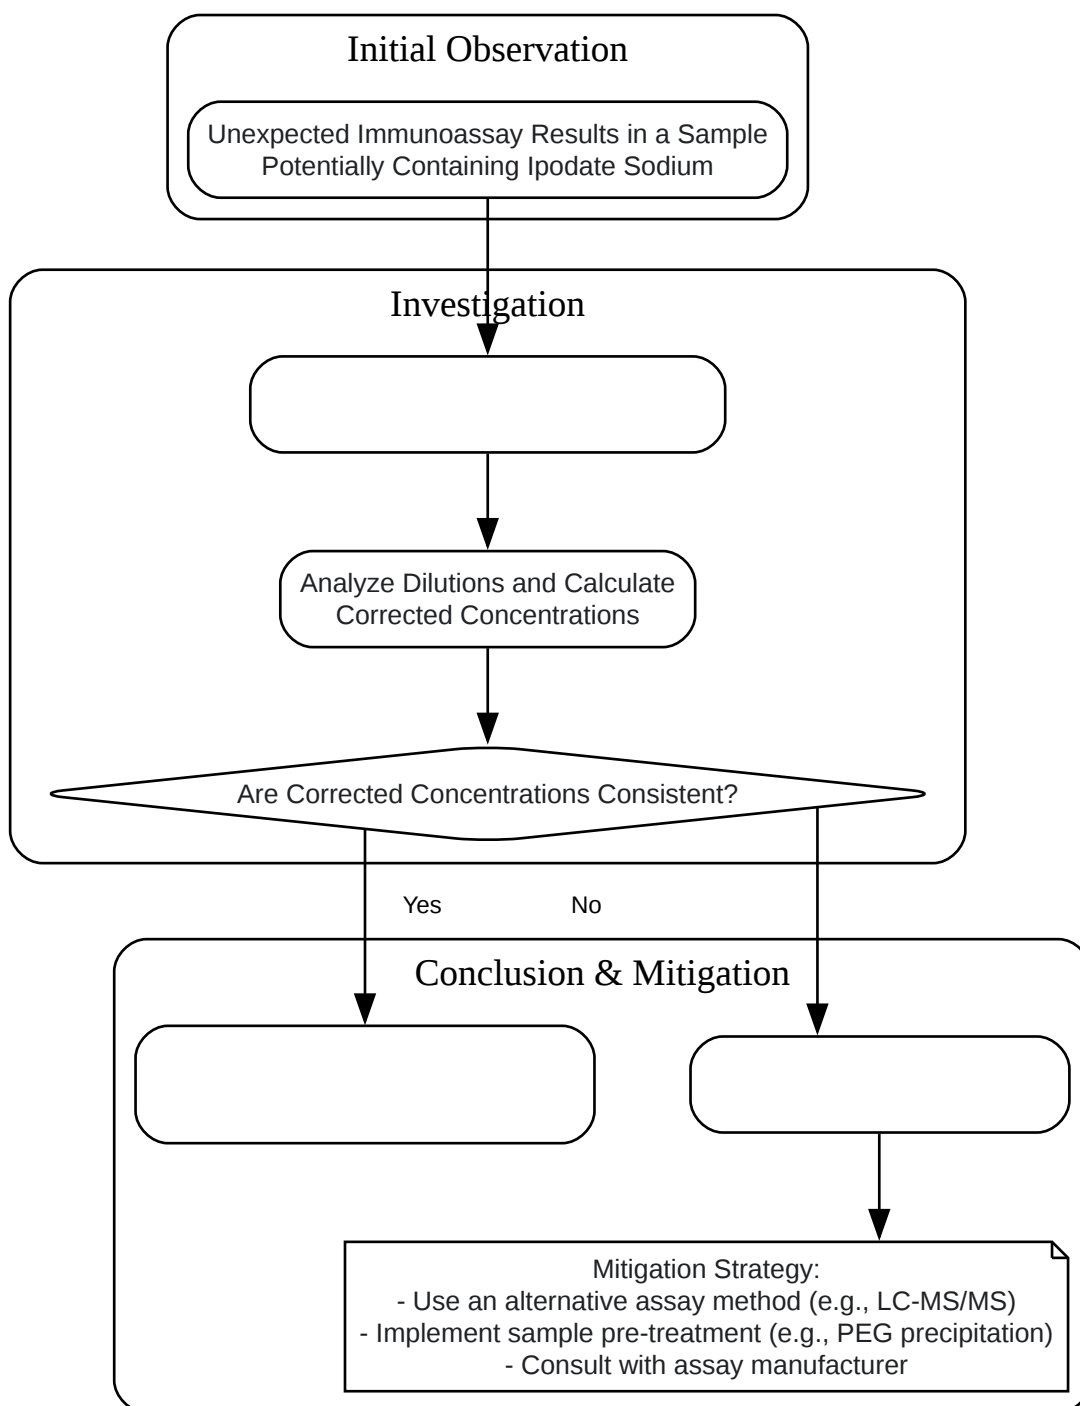 Initial Observation
Unexpected Immunoassay Results in a Sample
Potentially Containing Ipodate Sodium
Investigation
Analyze Dilutions and Calculate
Corrected Concentrations
Are Corrected Concentrations Consistent?
Yes
No
Conclusion & Mitigation
Mitigation Strategy:
- Use an alternative assay method (e.g., LC-MS/MS)
- Implement sample pre-treatment (e.g., PEG precipitation)
- Consult with assay manufacturer